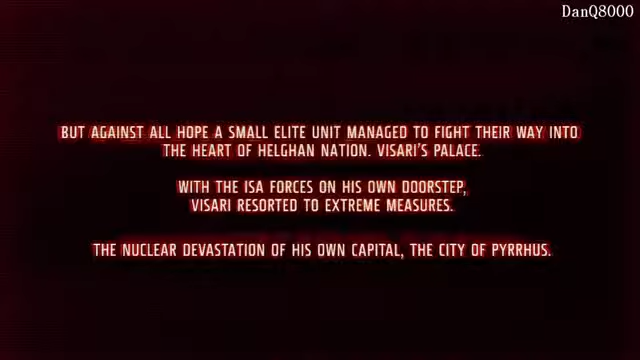 DanQ8000
BUT AGAINST ALL HOPE A SMALL ELITE UNIT MANAGED TO FIGHT THEIR WAY INTO
THE HEART OF HELGHAN NATION. VISARI'S PALACE.
WITH THE ISA FORCES ON HIS OWN DOORSTEP,
VISARI RESORTED TO EXTREME MEASURES.
THE NUCLEAR DEVASTATION OF HIS OWN CAPITAL, THE CITY OF PYRRHUS.